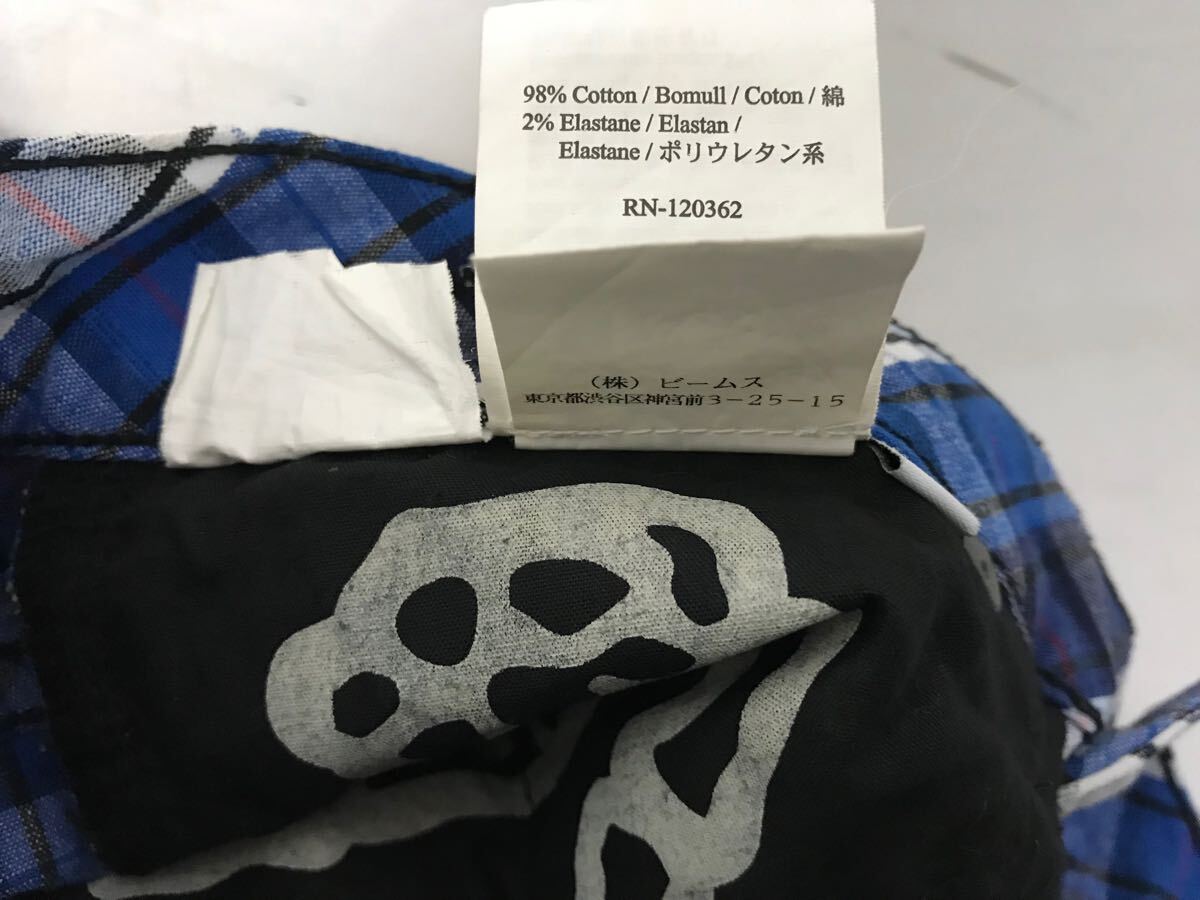 98% Cotton / Bomull / Coton / 綿
2% Elastane / Elastan /
Elastane / ポリウレタン系
RN-120362
（株）ビームス
東京都渋谷区神宮前3-25-15